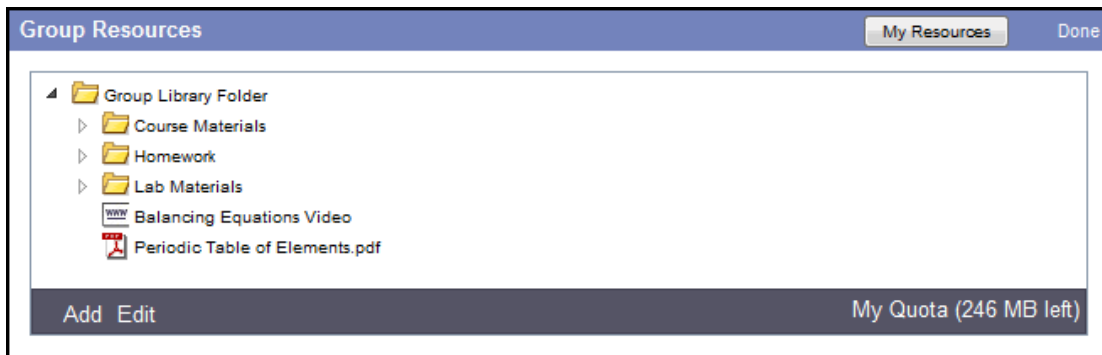 Group Resources My Resources Done
Group Library Folder
Course Materials
Homework
Lab Materials
www Balancing Equations Video
Periodic Table of Elements.pdf
Add Edit My Quota (246 MB left)